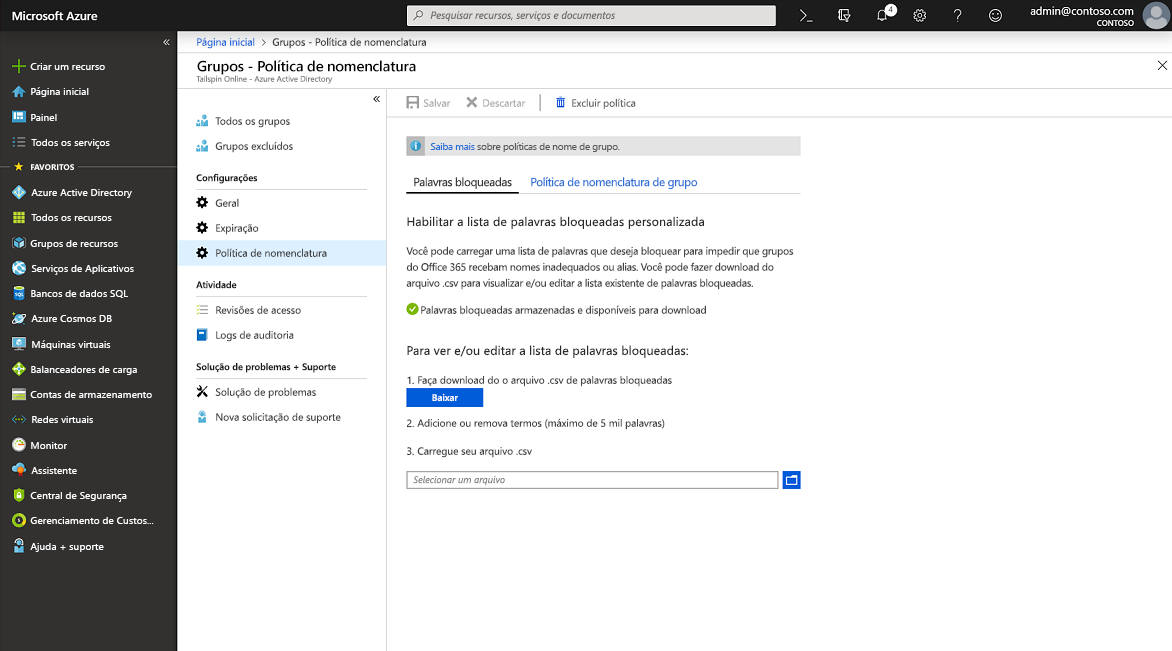 Microsoft Azure
Pesquisar recursos, serviços e documentos
4
admin@contoso.com
CONTOSO
«
Criar um recurso
Página inicial
Painel
Todos os serviços
FAVORITOS
Azure Active Directory
Todos os recursos
Grupos de recursos
Serviços de Aplicativos
Bancos de dados SQL
Azure Cosmos DB
Máquinas virtuais
Balanceadores de carga
Contas de armazenamento
Redes virtuais
Monitor
Assistente
Central de Segurança
Gerenciamento de Custos...
Ajuda + suporte
Página inicial > Grupos - Política de nomenclatura
Grupos - Política de nomenclatura
Tailspin Online - Azure Active Directory
«
Todos os grupos
Grupos excluídos
Configurações
Geral
Expiração
Política de nomenclatura
Atividade
Revisões de acesso
Logs de auditoria
Solução de problemas + Suporte
Solução de problemas
Nova solicitação de suporte
Salvar Descartar Excluir política
Saiba mais sobre políticas de nome de grupo.
Palavras bloqueadas Política de nomenclatura de grupo
Habilitar a lista de palavras bloqueadas personalizada
Você pode carregar uma lista de palavras que deseja bloquear para impedir que grupos
do Office 365 recebam nomes inadequados ou alias. Você pode fazer download do
arquivo .csv para visualizar e/ou editar a lista existente de palavras bloqueadas.
Palavras bloqueadas armazenadas e disponíveis para download
Para ver e/ou editar a lista de palavras bloqueadas:
1. Faça download do o arquivo .csv de palavras bloqueadas
Baixar
2. Adicione ou remova termos (máximo de 5 mil palavras)
3. Carregue seu arquivo .csv
Selecionar um arquivo